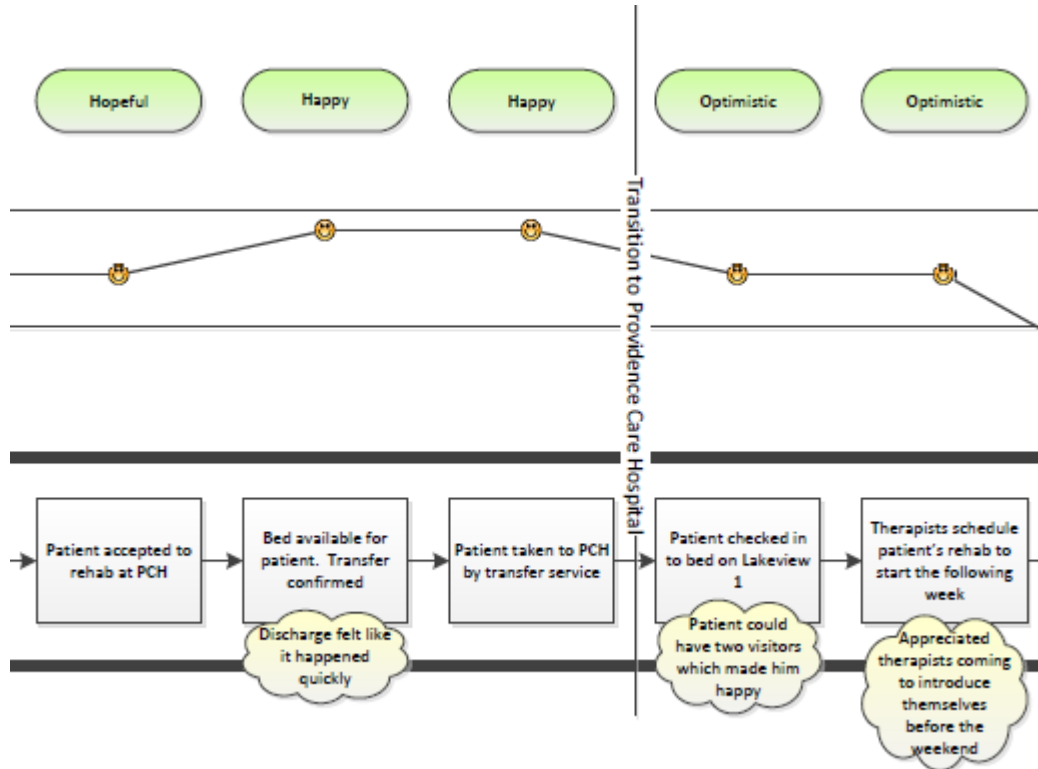 Hopeful
Happy
Happy
Optimistic
Optimistic
Transition to Providence Care Hospital
Patient accepted to
rehab at PCH
Bed available for
patient.  Transfer
confirmed
Patient taken to PCH
by transfer service
Patient checked in
to bed on Lakeview
1
Therapists schedule
patient's rehab to
start the following
week
Discharge felt like
it happened
quickly
Patient could
have two visitors
which made him
happy
Appreciated
therapists coming
to introduce
themselves
before the
weekend